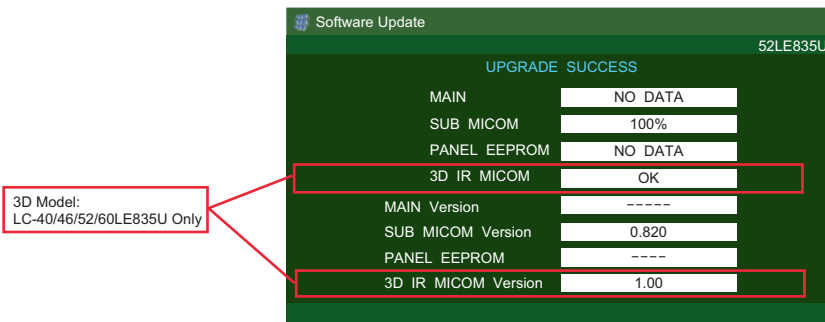 Software Update
52LE835U
UPGRADE SUCCESS
MAIN NO DATA
SUB MICOM 100%
PANEL EEPROM NO DATA
3D IR MICOM OK
3D Model:
LC-40/46/52/60LE835U Only
MAIN Version -----
SUB MICOM Version 0.820
PANEL EEPROM ----
3D IR MICOM Version 1.00